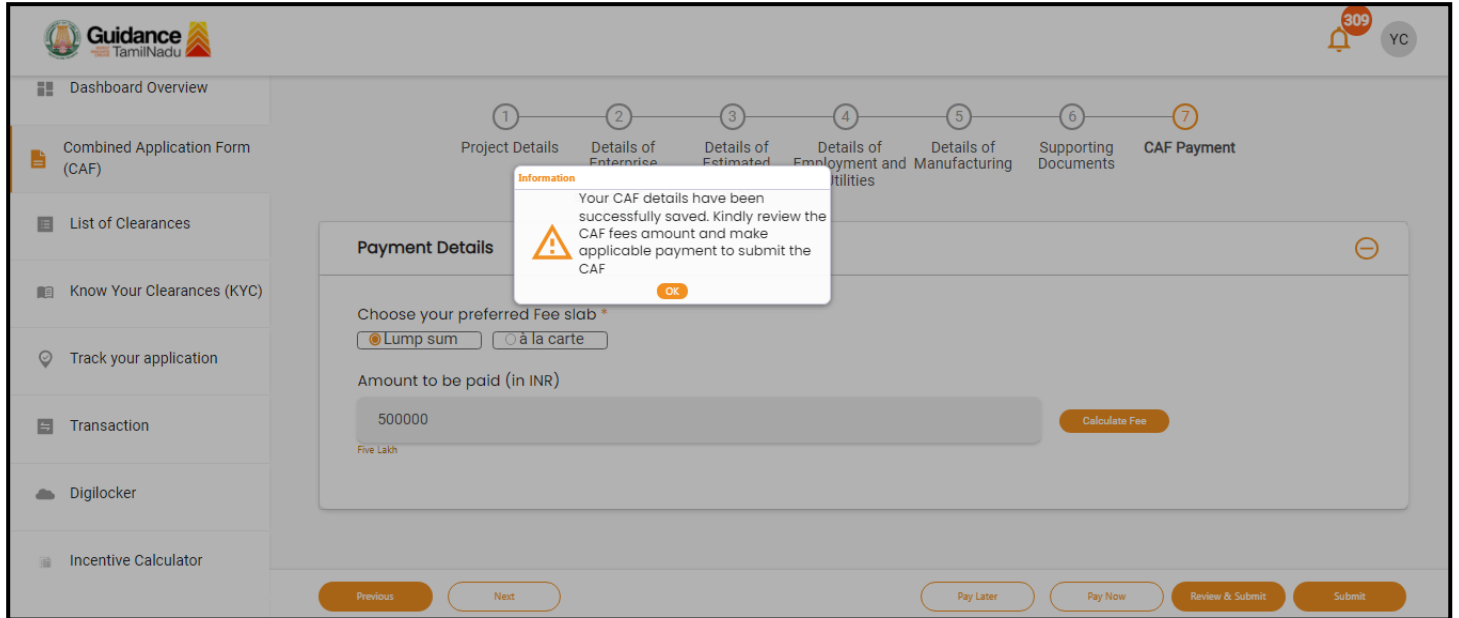 Guidance
TamilNadu
309
YC
Dashboard Overview
Combined Application Form
(CAF)
List of Clearances
Know Your Clearances (KYC)
Track your application
Transaction
Digilocker
Incentive Calculator
1
2
3
4
5
6
7
Project Details
Details of
Enterprise
Details of
Estimated
Details of
Employment and
Utilities
Details of
Manufacturing
Supporting
Documents
CAF Payment
Information
Your CAF details have been
successfully saved. Kindly review the
CAF fees amount and make
applicable payment to submit the
CAF
OK
Payment Details
Choose your preferred Fee slab *
Lump sum
à la carte
Amount to be paid (in INR)
500000
Calculate Fee
Five Lakh
Previous
Next
Pay Later
Pay Now
Review & Submit
Submit